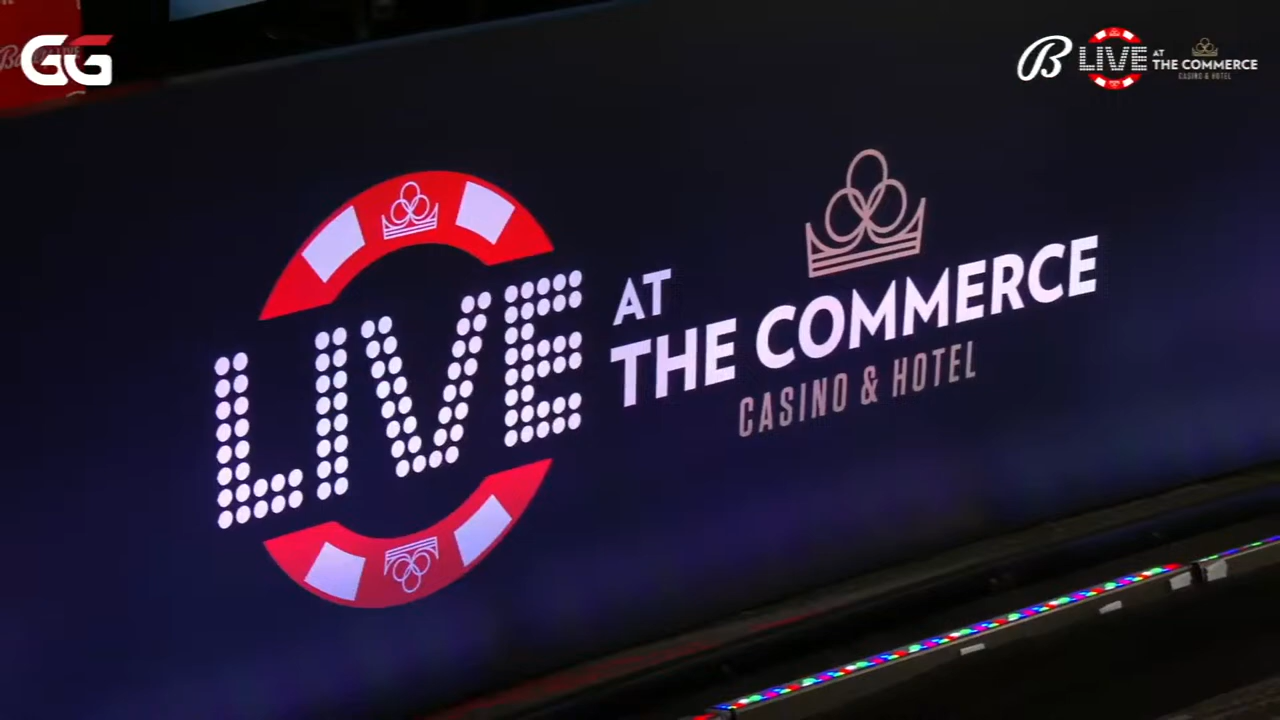 GG
B LIVE AT THE COMMERCE
CASINO & HOTEL
LIVE AT
THE COMMERCE
CASINO & HOTEL